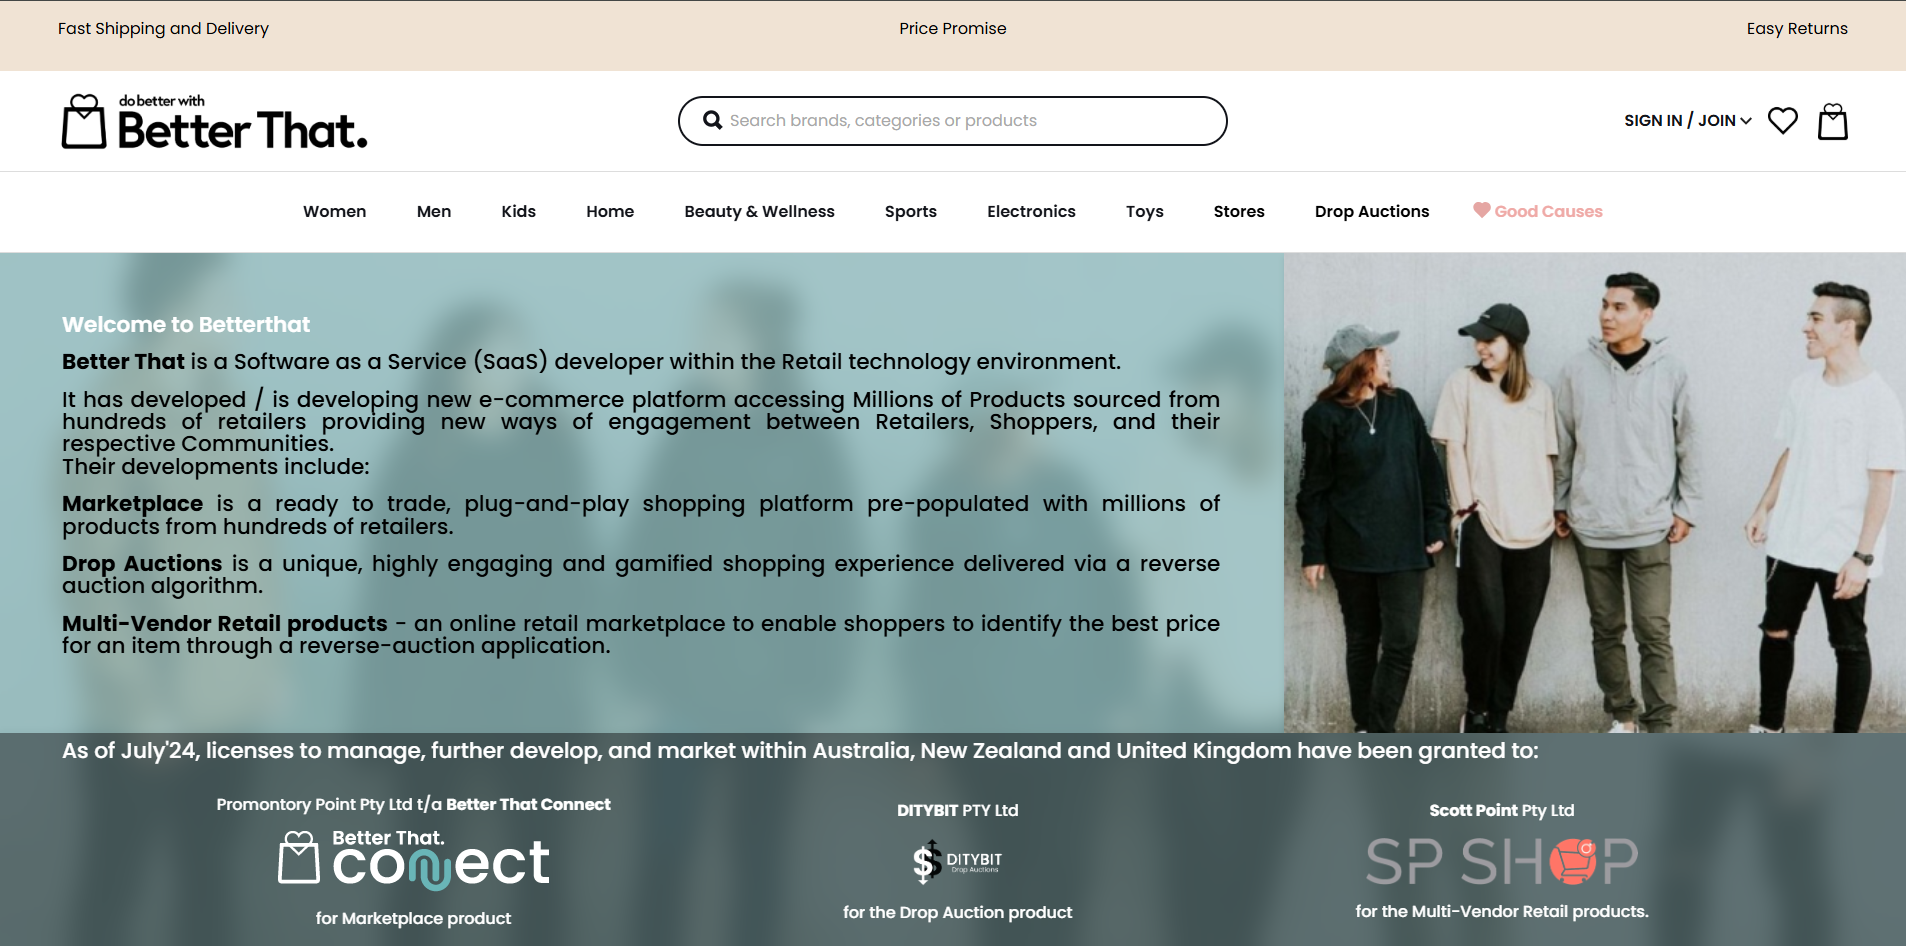 Fast Shipping and Delivery
Price Promise
Easy Returns
do better with
Better That.
Search brands, categories or products
SIGN IN / JOIN
Women
Men
Kids
Home
Beauty & Wellness
Sports
Electronics
Toys
Stores
Drop Auctions
Good Causes
Welcome to Betterthat
Better That is a Software as a Service (SaaS) developer within the Retail technology environment.
It has developed / is developing new e-commerce platform accessing Millions of Products sourced from
hundreds of retailers providing new ways of engagement between Retailers, Shoppers, and their
respective Communities.
Their developments include:
Marketplace is a ready to trade, plug-and-play shopping platform pre-populated with millions of
products from hundreds of retailers.
Drop Auctions is a unique, highly engaging and gamified shopping experience delivered via a reverse
auction algorithm.
Multi-Vendor Retail products - an online retail marketplace to enable shoppers to identify the best price
for an item through a reverse-auction application.
As of July'24, licenses to manage, further develop, and market within Australia, New Zealand and United Kingdom have been granted to:
Promontory Point Pty Ltd t/a Better That Connect
Better That.
connect
for Marketplace product
DITYBIT PTY Ltd
DITYBIT
Drop Auctions
for the Drop Auction product
Scott Point Pty Ltd
SP SHOP
for the Multi-Vendor Retail products.